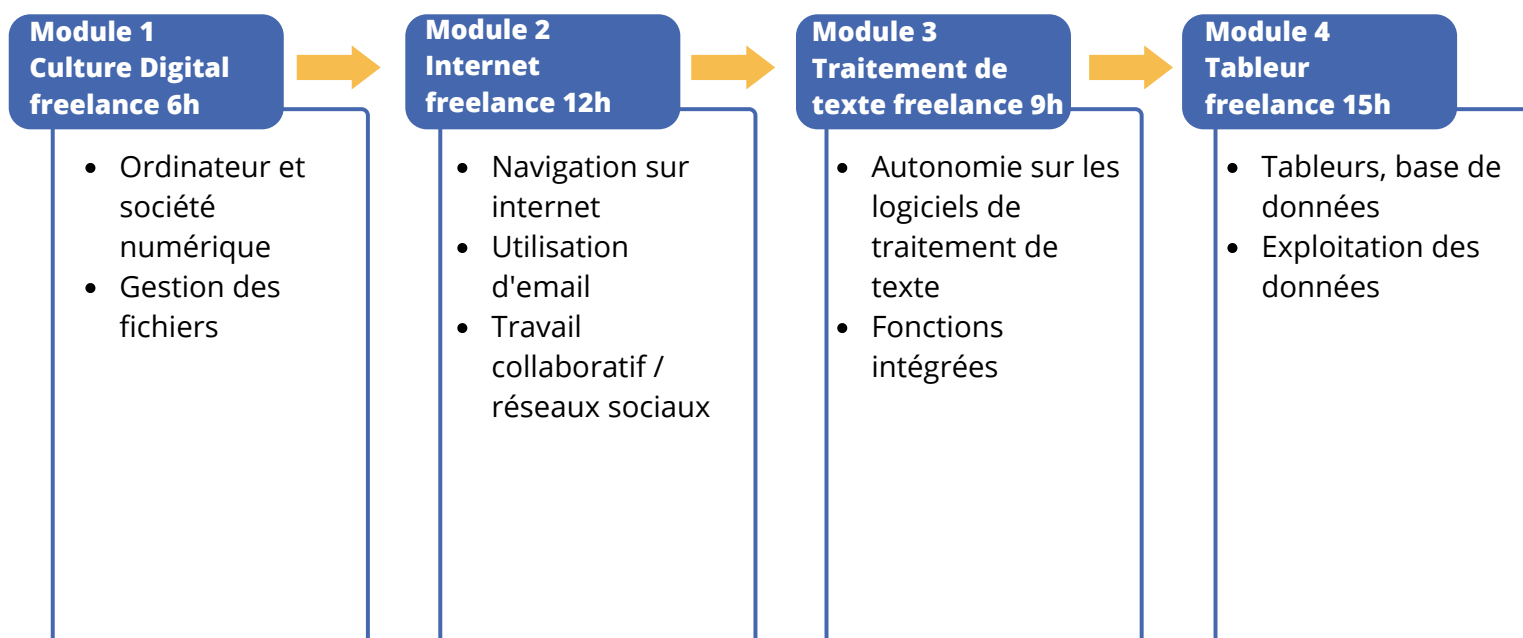 Module 1
Culture Digital
freelance 6h
Ordinateur et
société
numérique
Gestion des
fichiers
Module 2
Internet
freelance 12h
Navigation sur
internet
Utilisation
d'email
Travail
collaboratif /
réseaux sociaux
Module 3
Traitement de
texte freelance 9h
Autonomie sur les
logiciels de
traitement de
texte
Fonctions
intégrées
Module 4
Tableur
freelance 15h
Tableurs, base de
données
Exploitation des
données